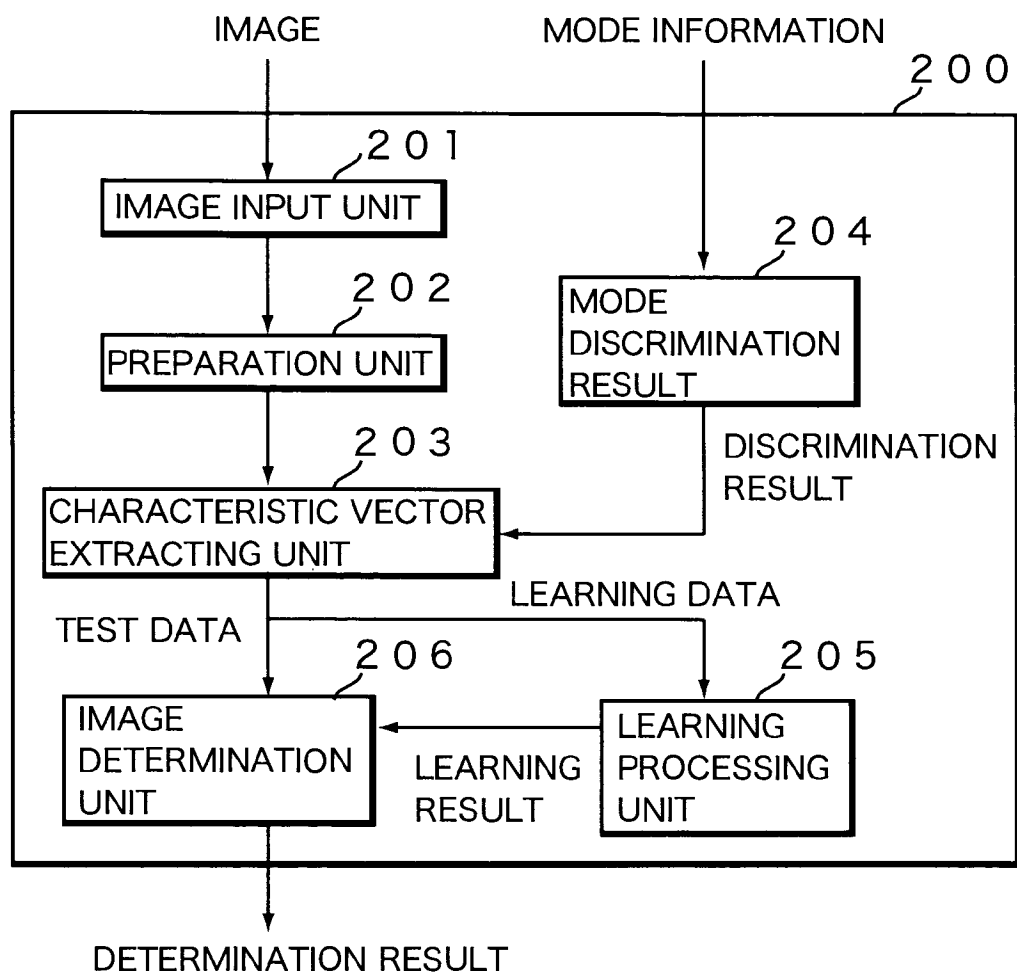 IMAGE
MODE INFORMATION
200
201
IMAGE INPUT UNIT
204
202
MODE
DISCRIMINATION
RESULT
PREPARATION UNIT
203
DISCRIMINATION
RESULT
CHARACTERISTIC VECTOR
EXTRACTING UNIT
LEARNING DATA
TEST DATA
206
205
IMAGE
DETERMINATION
UNIT
LEARNING
RESULT
LEARNING
PROCESSING
UNIT
DETERMINATION RESULT